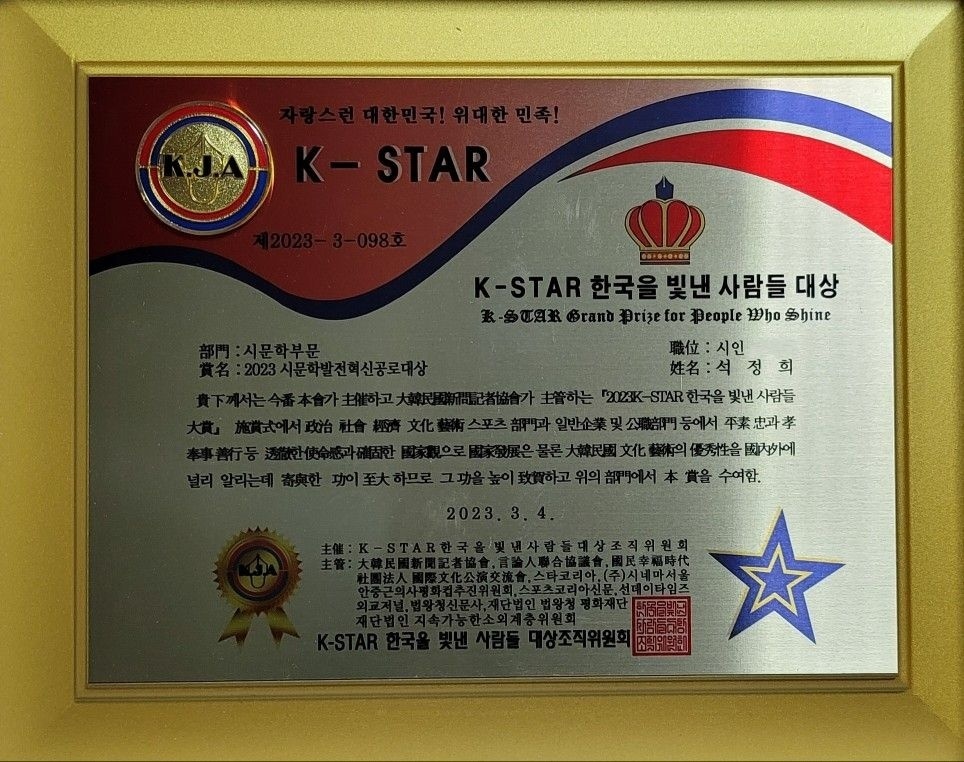 자랑스런 대한민국! 위대한 민족!
K.J.A
K- STAR
제2023- 3-098호
K-STAR 한국을 빛낸 사람들 대상
K-STAR Grand Prize for People Who Shine
部門 : 시문학부문
職位 : 시인
賞名 : 2023 시문학발전혁신공로대상
姓名 : 석 정 희
貴下께서는 今番 本會가 主催하고 大韓民國新聞記者協會가 主管하는 『2023K-STAR 한국을 빛낸 사람들
大賞』 施賞式에서 政治 社會 經濟 文化 藝術 스포츠 部門과 일반企業 및 公職部門 등에서 平素 忠과 孝
奉事 善行 등 透徹한 使命感과 確固한 國家觀으로 國家發展은 물론 大韓民國 文化 藝術의 優秀性을 國內外에
널리 알리는데 寄與한 功이 至大 하므로 그 功을 높이 致賀하고 위의 部門에서 本 賞을 수여함.
2023. 3. 4.
主催 : K-STAR한국을 빛낸사람들대상조직위원회
主管 : 大韓民國新聞記者協會, 言論人聯合協議會, 國民幸福時代
社團法人 國際文化公演交流會, 스타코리아, (주)시네마서울
안중근의사평화컵추진위원회, 스포츠코리아신문, 선데이타임즈
외교저널, 법왕청신문사, 재단법인 법왕청 평화재단
재단법인 지속가능한소외계층위원회
K-STAR 한국을 빛낸 사람들 대상조직위원회
KJA